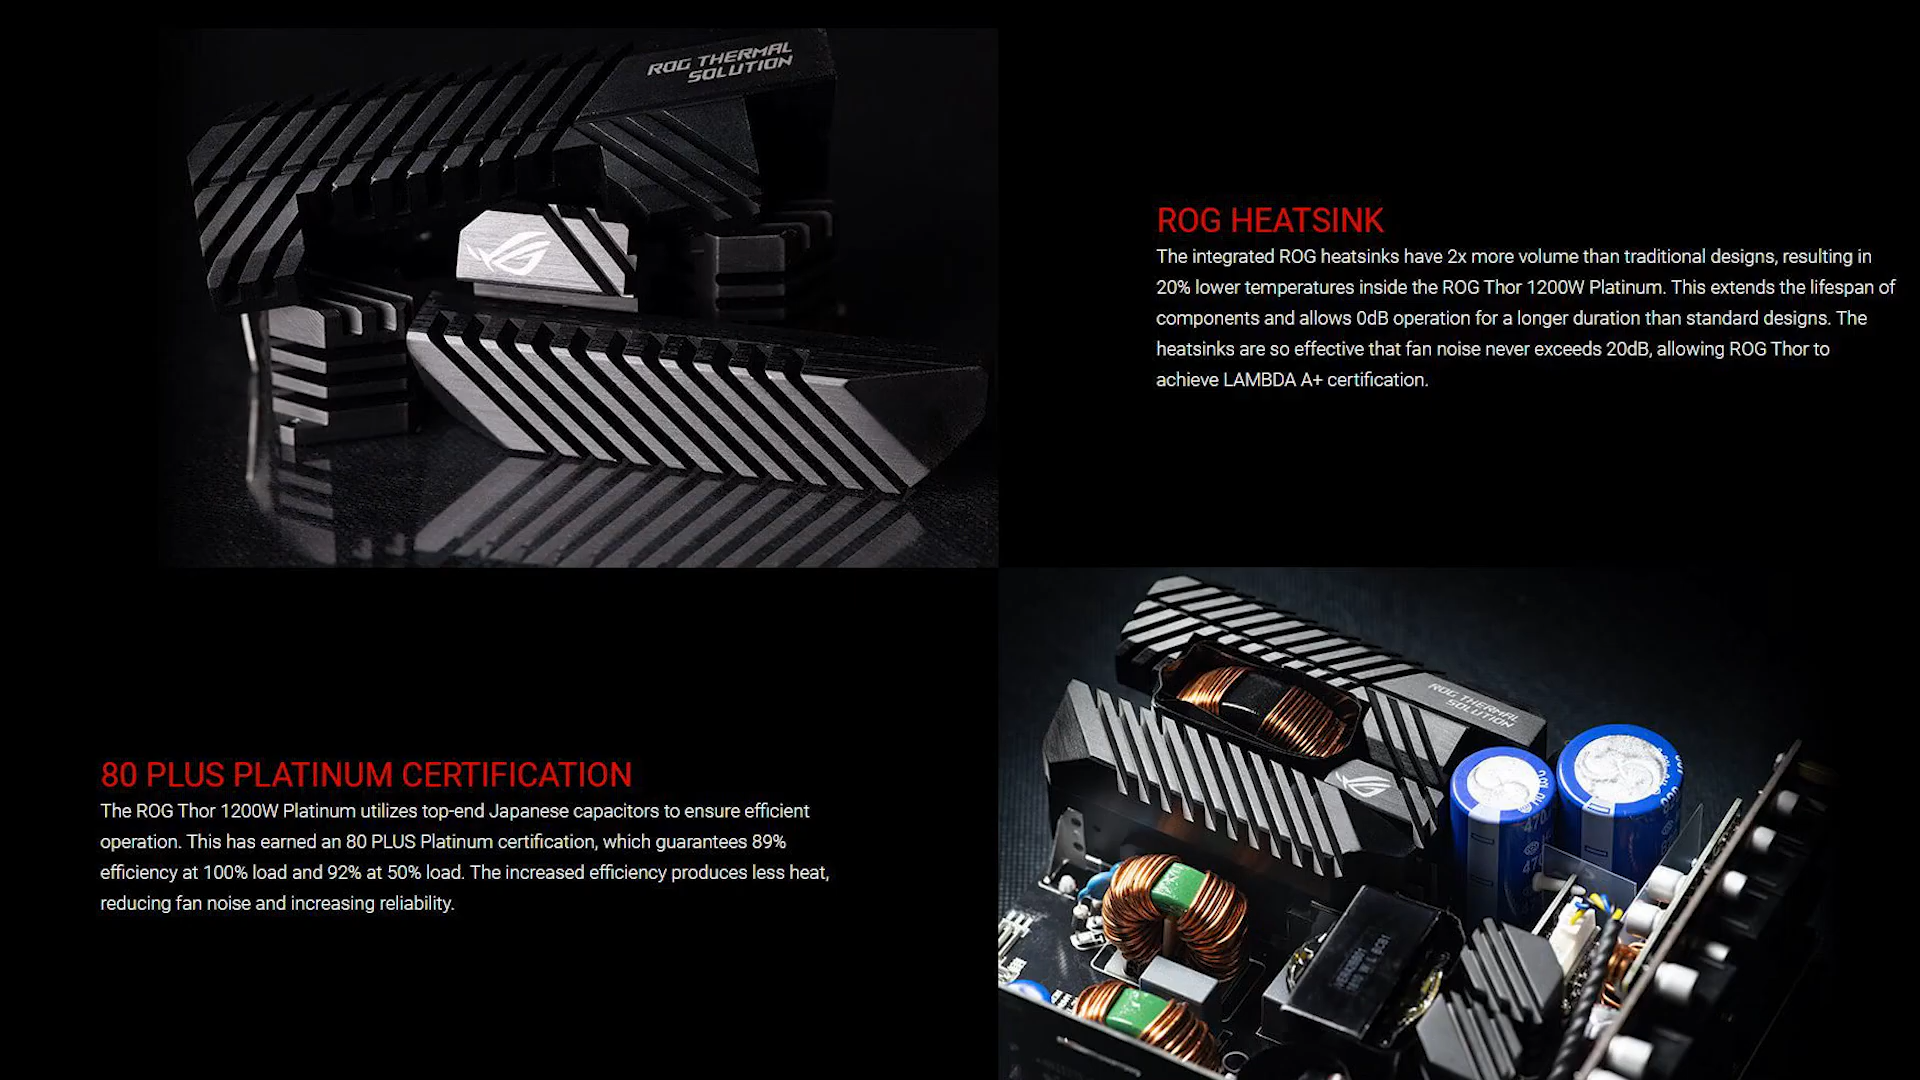 ROG THERMAL
SOLUTION
ROG HEATSINK
The integrated ROG heatsinks have 2x more volume than traditional designs, resulting in
20% lower temperatures inside the ROG Thor 1200W Platinum. This extends the lifespan of
components and allows 0dB operation for a longer duration than standard designs. The
heatsinks are so effective that fan noise never exceeds 20dB, allowing ROG Thor to
achieve LAMBDA A+ certification.
80 PLUS PLATINUM CERTIFICATION
The ROG Thor 1200W Platinum utilizes top-end Japanese capacitors to ensure efficient
operation. This has earned an 80 PLUS Platinum certification, which guarantees 89%
efficiency at 100% load and 92% at 50% load. The increased efficiency produces less heat,
reducing fan noise and increasing reliability.
ROG THERMAL
SOLUTION